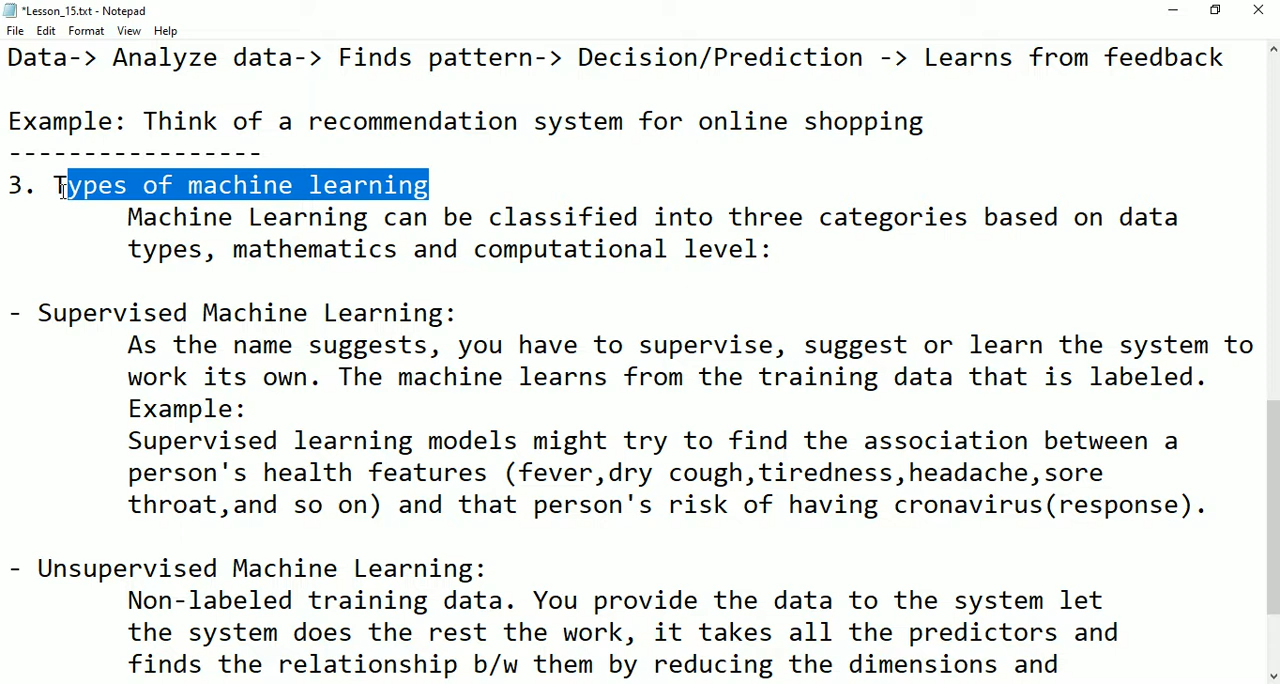 *Lesson_15.txt - Notepad
File Edit Format View Help
Data-> Analyze data-> Finds pattern-> Decision/Prediction -> Learns from feedback
Example: Think of a recommendation system for online shopping
-----------------
3. Types of machine learning
Machine Learning can be classified into three categories based on data
types, mathematics and computational level:
- Supervised Machine Learning:
As the name suggests, you have to supervise, suggest or learn the system to
work its own. The machine learns from the training data that is labeled.
Example:
Supervised learning models might try to find the association between a
person's health features (fever,dry cough,tiredness,headache,sore
throat,and so on) and that person's risk of having cronavirus(response).
- Unsupervised Machine Learning:
Non-labeled training data. You provide the data to the system let
the system does the rest the work, it takes all the predictors and
finds the relationship b/w them by reducing the dimensions and